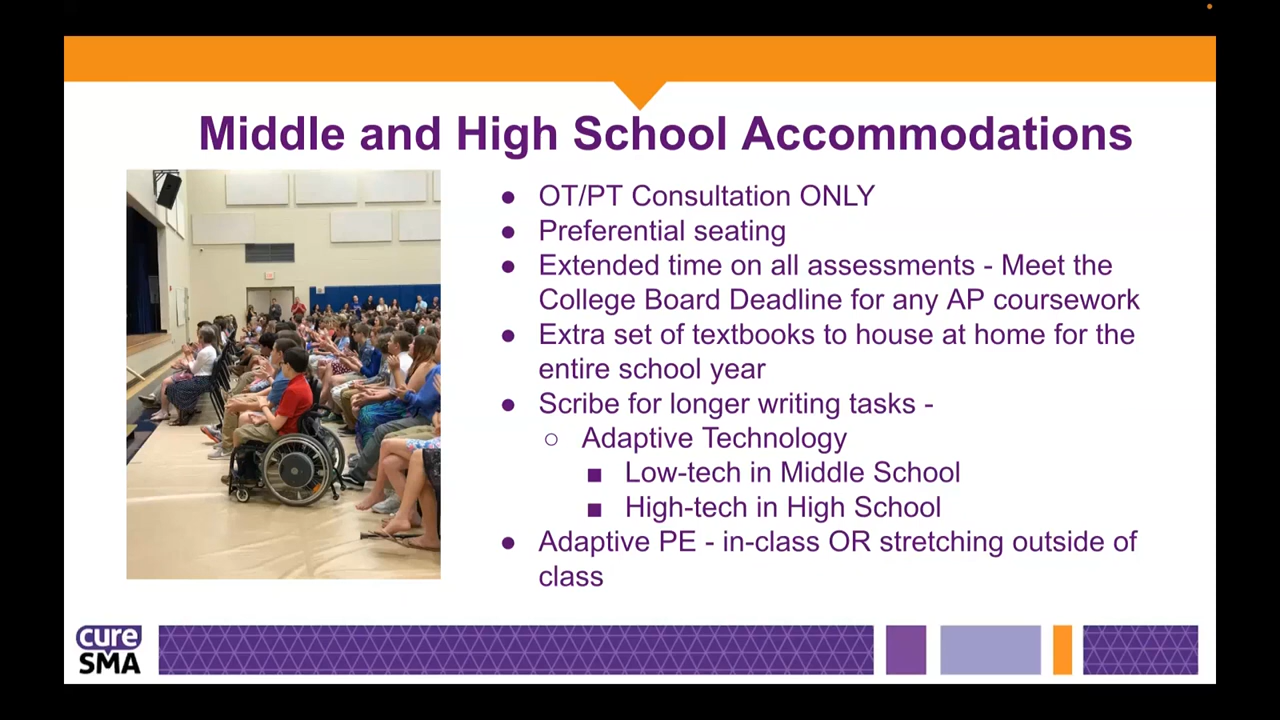 Middle and High School Accommodations
● OT/PT Consultation ONLY
● Preferential seating
● Extended time on all assessments - Meet the
College Board Deadline for any AP coursework
● Extra set of textbooks to house at home for the
entire school year
● Scribe for longer writing tasks -
○ Adaptive Technology
■ Low-tech in Middle School
■ High-tech in High School
● Adaptive PE - in-class OR stretching outside of
class
cure
SMA